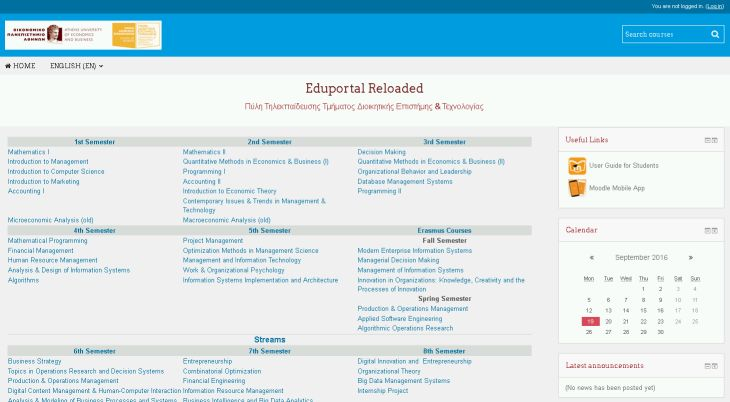 You are not logged in. (Log in)
ΟΙΚΟΝΟΜΙΚΟ
ΠΑΝΕΠΙΣΤΗΜΙΟ
ΑΘΗΝΩΝ
ATHENS UNIVERSITY
OF ECONOMICS
AND BUSINESS
Search courses
HOME ENGLISH (EN)
Eduportal Reloaded
Πύλη Τηλεκπαίδευσης Τμήματος Διοικητικής Επιστήμης & Τεχνολογίας
1st Semester 2nd Semester 3rd Semester
Mathematics I Mathematics II Decision Making
Introduction to Management Quantitative Methods in Economics & Business (I) Quantitative Methods in Economics & Business (II)
Introduction to Computer Science Programming I Organizational Behavior and Leadership
Introduction to Marketing Accounting II Database Management Systems
Accounting I Introduction to Economic Theory Programming II
Contemporary Issues & Trends in Management &
Technology
Microeconomic Analysis (old) Macroeconomic Analysis (old)
4th Semester 5th Semester Erasmus Courses
Mathematical Programming Project Management Fall Semester
Financial Management Optimization Methods in Management Science Modern Enterprise Information Systems
Human Resource Management Management and Information Technology Managerial Decision Making
Analysis & Design of Information Systems Work & Organizational Psychology Management of Information Systems
Algorithms Information Systems Implementation and Architecture Innovation in Organizations: Knowledge, Creativity and the
Processes of Innovation
Spring Semester
Production & Operations Management
Applied Software Engineering
Algorithmic Operations Research
Streams
6th Semester 7th Semester 8th Semester
Business Strategy Entrepreneurship Digital Innovation and Entrepreneurship
Topics in Operations Research and Decision Systems Combinatorial Optimization Organizational Theory
Production & Operations Management Financial Engineering Big Data Management Systems
Digital Content Management & Human-Computer Interaction Information Resource Management Internship Project
Analysis & Modeling of Business Processes and Systems Business Intelligence and Big Data Analytics
Useful Links
User Guide for Students
Moodle Mobile App
Calendar
September 2016
Mon Tue Wed Thu Fri Sat Sun
1 2 3 4
5 6 7 8 9 10 11
12 13 14 15 16 17 18
19 20 21 22 23 24 25
26 27 28 29 30
Latest announcements
(No news has been posted yet)